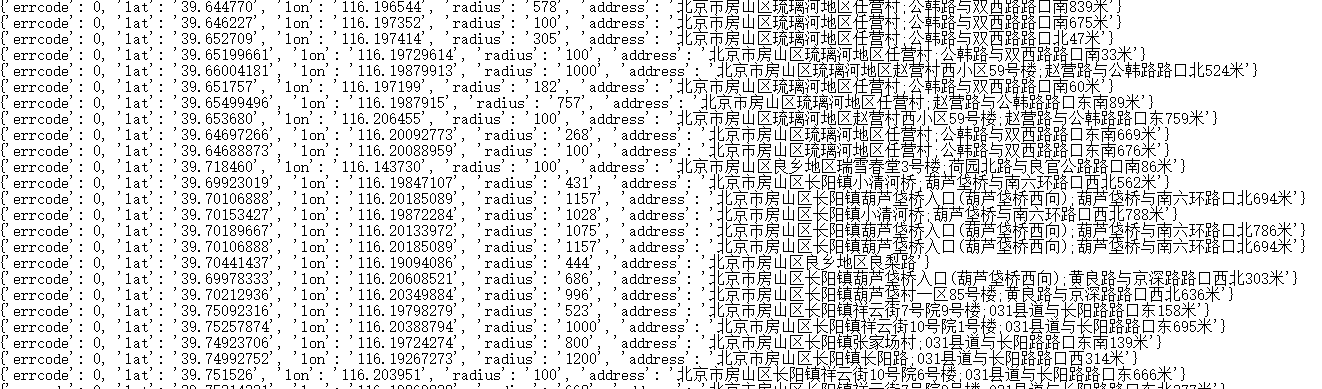 {'errcode': 0, 'lat': '39.644770', 'lon': '116.196544', 'radius': '578', 'address': '北京市房山区琉璃河地区任营村;公韩路与双西路路口南839米'}
{'errcode': 0, 'lat': '39.646227', 'lon': '116.197352', 'radius': '100', 'address': '北京市房山区琉璃河地区任营村;公韩路与双西路路口南675米'}
{'errcode': 0, 'lat': '39.652709', 'lon': '116.197414', 'radius': '305', 'address': '北京市房山区琉璃河地区任营村;公韩路与双西路路口北47米'}
{'errcode': 0, 'lat': '39.65199661', 'lon': '116.19729614', 'radius': '100', 'address': '北京市房山区琉璃河地区任营村;公韩路与双西路路口南33米'}
{'errcode': 0, 'lat': '39.66004181', 'lon': '116.19879913', 'radius': '1000', 'address': '北京市房山区琉璃河地区赵营村西小区59号楼;赵营路与公韩路路口北524米'}
{'errcode': 0, 'lat': '39.651757', 'lon': '116.197199', 'radius': '182', 'address': '北京市房山区琉璃河地区任营村;公韩路与双西路路口南60米'}
{'errcode': 0, 'lat': '39.65499496', 'lon': '116.1987915', 'radius': '757', 'address': '北京市房山区琉璃河地区任营村;赵营路与公韩路路口东南89米'}
{'errcode': 0, 'lat': '39.653680', 'lon': '116.206455', 'radius': '100', 'address': '北京市房山区琉璃河地区赵营村西小区59号楼;赵营路与公韩路路口东759米'}
{'errcode': 0, 'lat': '39.64697266', 'lon': '116.20092773', 'radius': '268', 'address': '北京市房山区琉璃河地区任营村;公韩路与双西路路口东南669米'}
{'errcode': 0, 'lat': '39.64688873', 'lon': '116.20088959', 'radius': '100', 'address': '北京市房山区琉璃河地区任营村;公韩路与双西路路口东南676米'}
{'errcode': 0, 'lat': '39.718460', 'lon': '116.143730', 'radius': '100', 'address': '北京市房山区良乡地区瑞雪春堂3号楼;荷园北路与良官公路路口南86米'}
{'errcode': 0, 'lat': '39.69923019', 'lon': '116.19847107', 'radius': '431', 'address': '北京市房山区长阳镇小清河桥;葫芦垡桥与南六环路口西北562米'}
{'errcode': 0, 'lat': '39.70106888', 'lon': '116.20185089', 'radius': '1157', 'address': '北京市房山区长阳镇葫芦垡桥入口(葫芦垡桥西向);葫芦垡桥与南六环路口北694米'}
{'errcode': 0, 'lat': '39.70153427', 'lon': '116.19872284', 'radius': '1028', 'address': '北京市房山区长阳镇小清河桥;葫芦垡桥与南六环路口西北788米'}
{'errcode': 0, 'lat': '39.70189667', 'lon': '116.20133972', 'radius': '1075', 'address': '北京市房山区长阳镇葫芦垡桥入口(葫芦垡桥西向);葫芦垡桥与南六环路口北786米'}
{'errcode': 0, 'lat': '39.70106888', 'lon': '116.20185089', 'radius': '1157', 'address': '北京市房山区长阳镇葫芦垡桥入口(葫芦垡桥西向);葫芦垡桥与南六环路口北694米'}
{'errcode': 0, 'lat': '39.70441437', 'lon': '116.19094086', 'radius': '444', 'address': '北京市房山区良乡地区良梨路'}
{'errcode': 0, 'lat': '39.69978333', 'lon': '116.20608521', 'radius': '686', 'address': '北京市房山区长阳镇葫芦垡桥入口(葫芦垡桥西向);黄良路与京深路路口西北303米'}
{'errcode': 0, 'lat': '39.70212936', 'lon': '116.20349884', 'radius': '996', 'address': '北京市房山区长阳镇葫芦垡村一区85号楼;黄良路与京深路路口西北636米'}
{'errcode': 0, 'lat': '39.75092316', 'lon': '116.19798279', 'radius': '523', 'address': '北京市房山区长阳镇祥云街7号院9号楼;031县道与长阳路路口东158米'}
{'errcode': 0, 'lat': '39.75257874', 'lon': '116.20388794', 'radius': '1000', 'address': '北京市房山区长阳镇祥云街10号院1号楼;031县道与长阳路路口东695米'}
{'errcode': 0, 'lat': '39.74923706', 'lon': '116.19724274', 'radius': '800', 'address': '北京市房山区长阳镇张家场村;031县道与长阳路路口东南139米'}
{'errcode': 0, 'lat': '39.74992752', 'lon': '116.19267273', 'radius': '1200', 'address': '北京市房山区长阳镇长阳路;031县道与长阳路路口西314米'}
{'errcode': 0, 'lat': '39.751526', 'lon': '116.203951', 'radius': '100', 'address': '北京市房山区长阳镇祥云街10号院6号楼;031县道与长阳路路口东666米'}